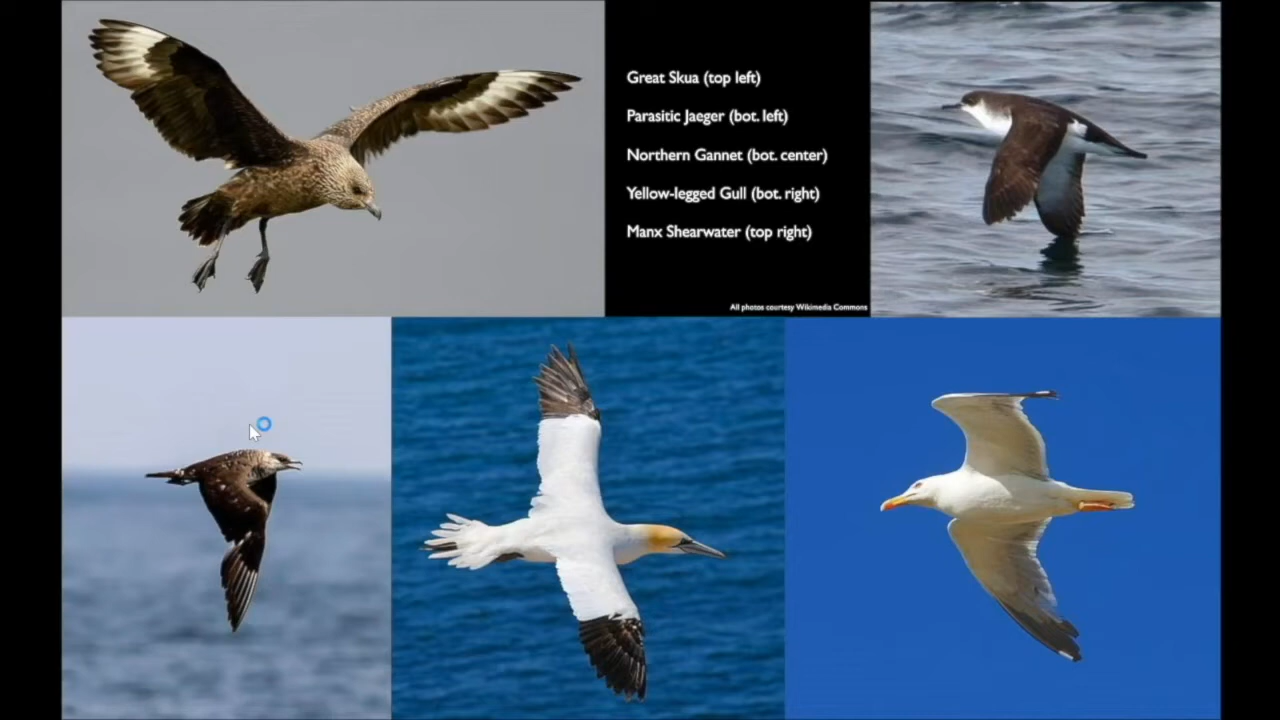 Great Skua (top left)
Parasitic Jaeger (bot. left)
Northern Gannet (bot. center)
Yellow-legged Gull (bot. right)
Manx Shearwater (top right)
All photos courtesy Wikimedia Commons